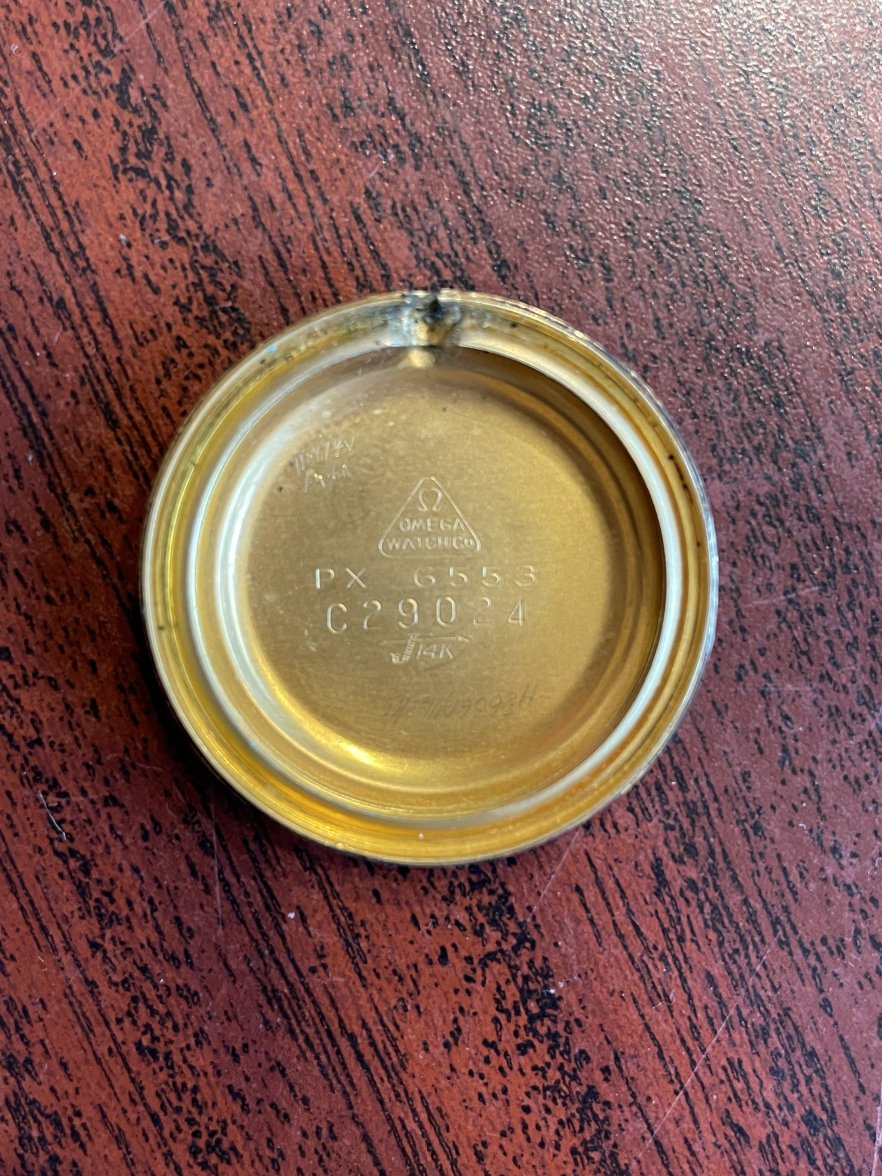 Ω
OMEGA
WATCH CO
PX 6553
C29024
14K